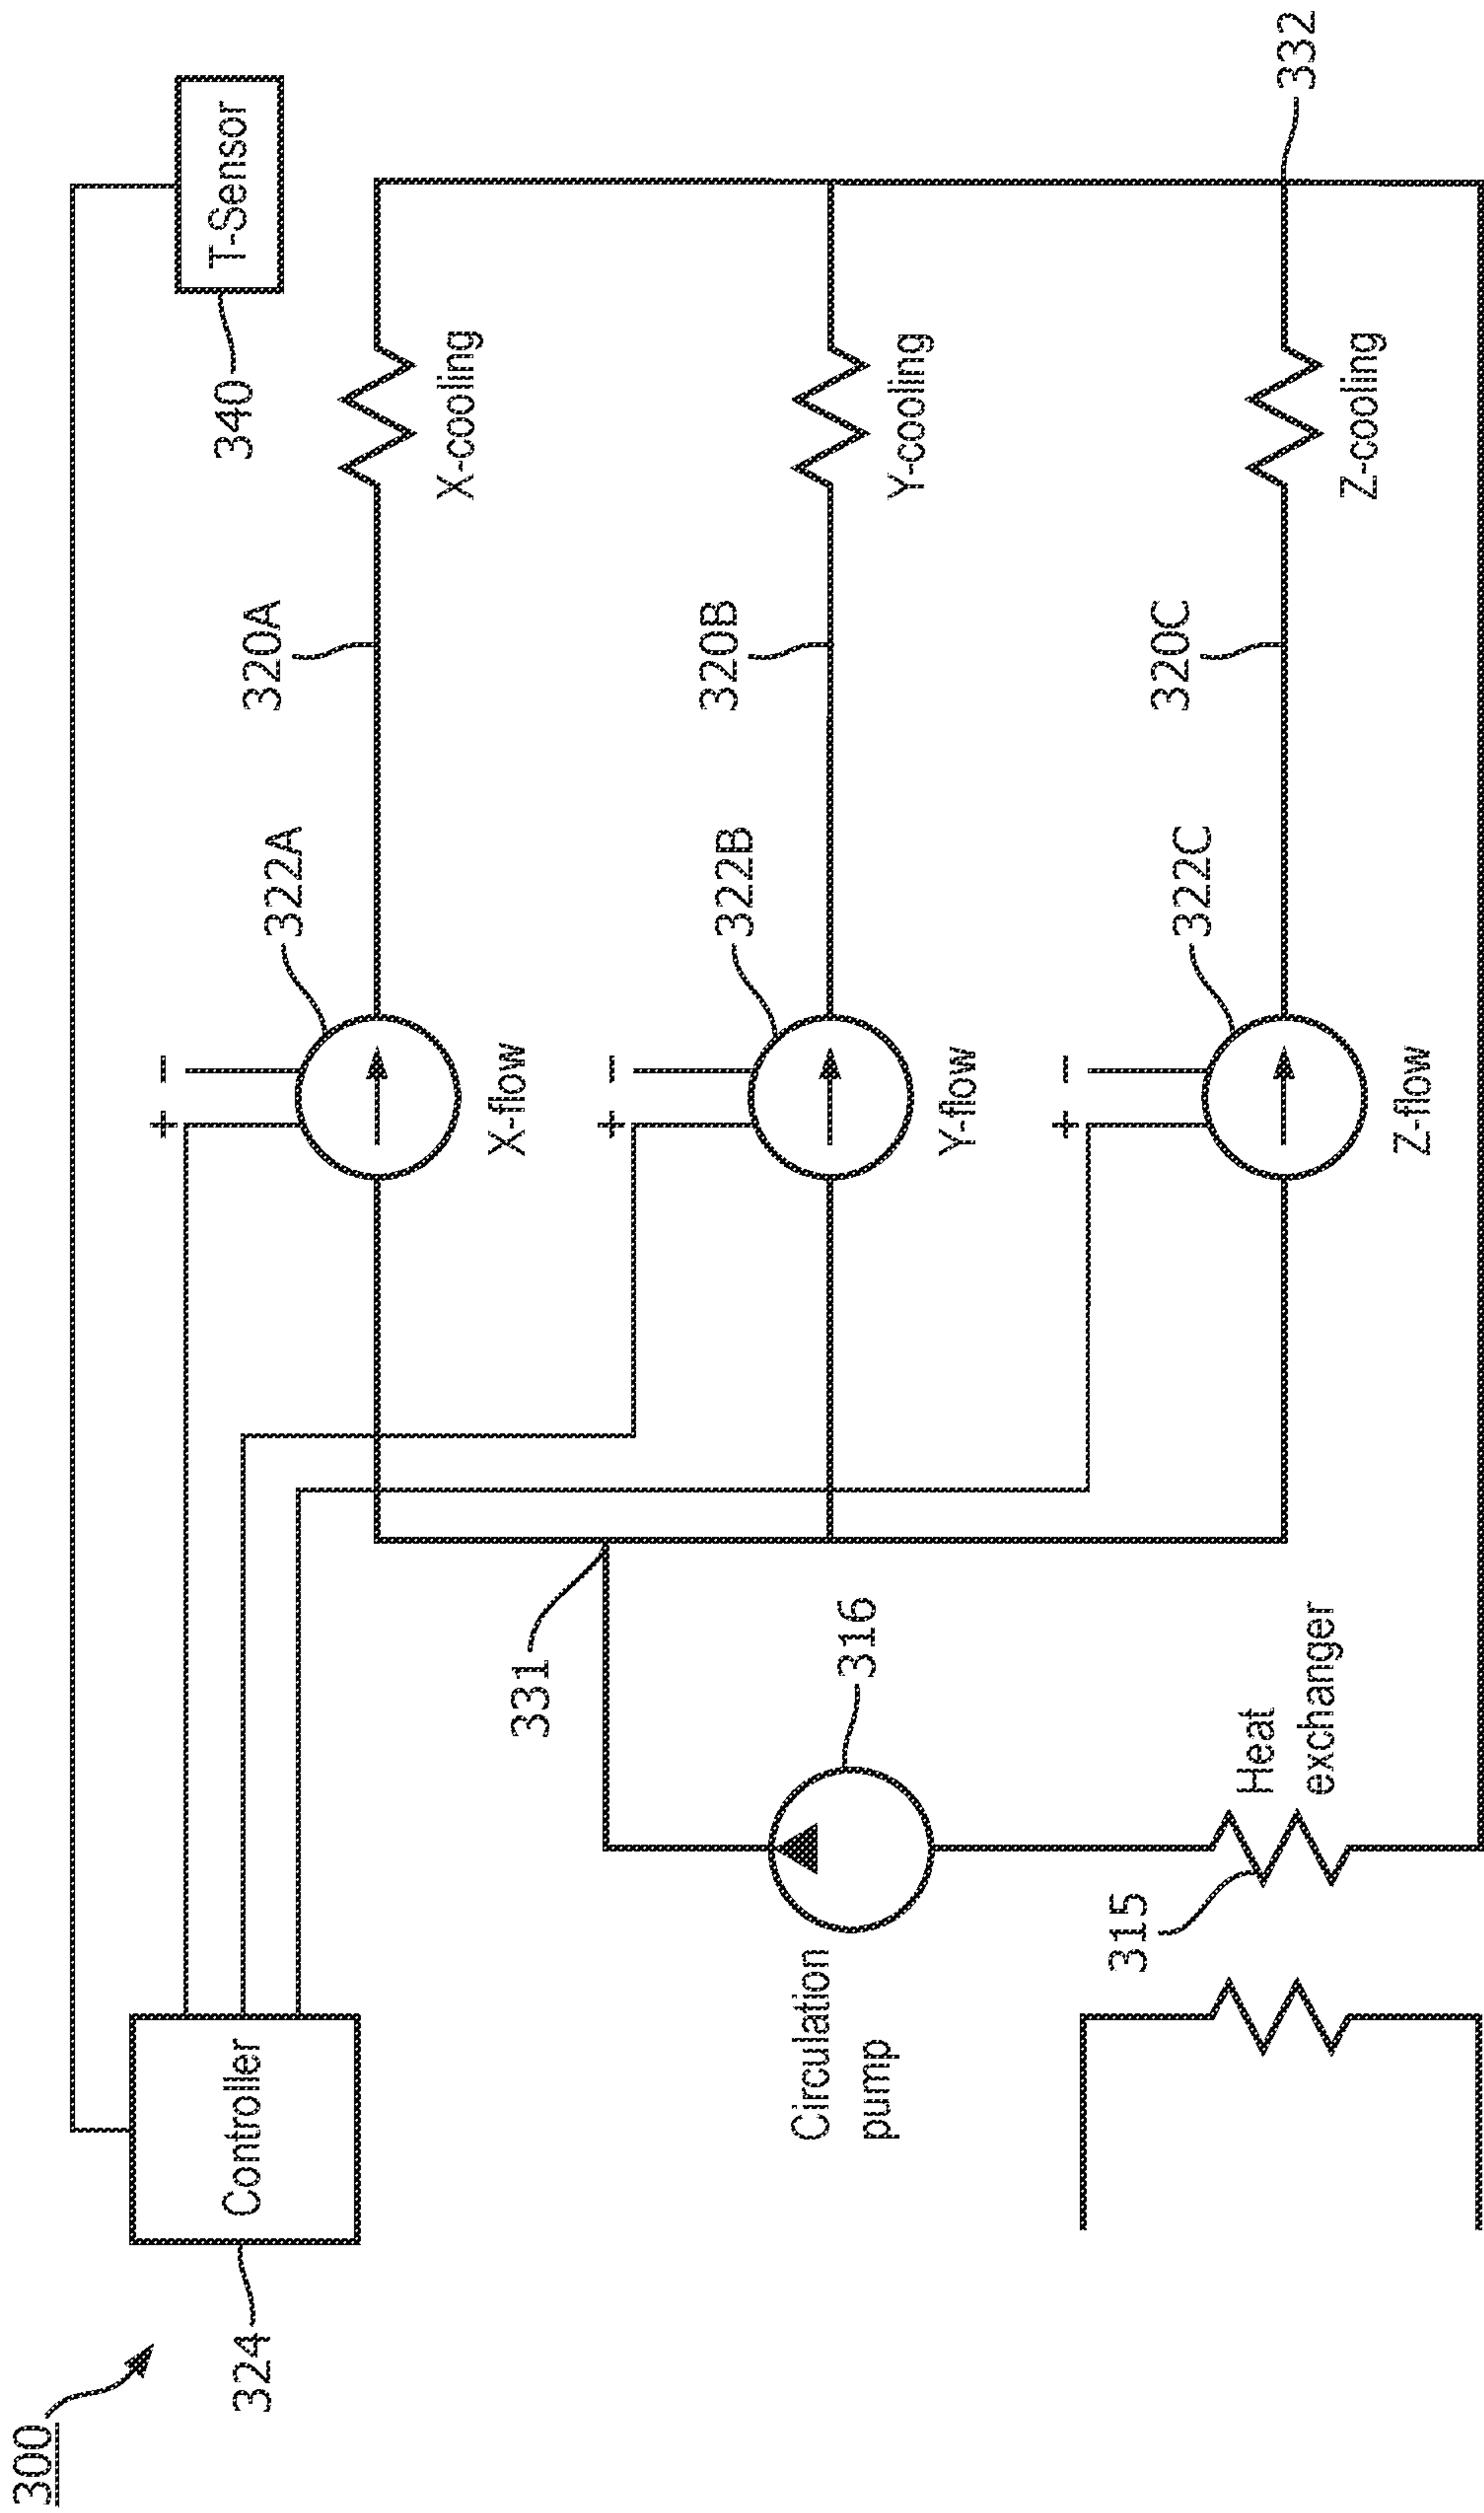 300
324
Controller
T-Sensor
340
+ −
322A
320A
X-flow
X-cooling
+ −
322B
320B
Y-flow
Y-cooling
331
Circulation
pump
316
+ −
322C
320C
Z-flow
Z-cooling
332
315
Heat
exchanger